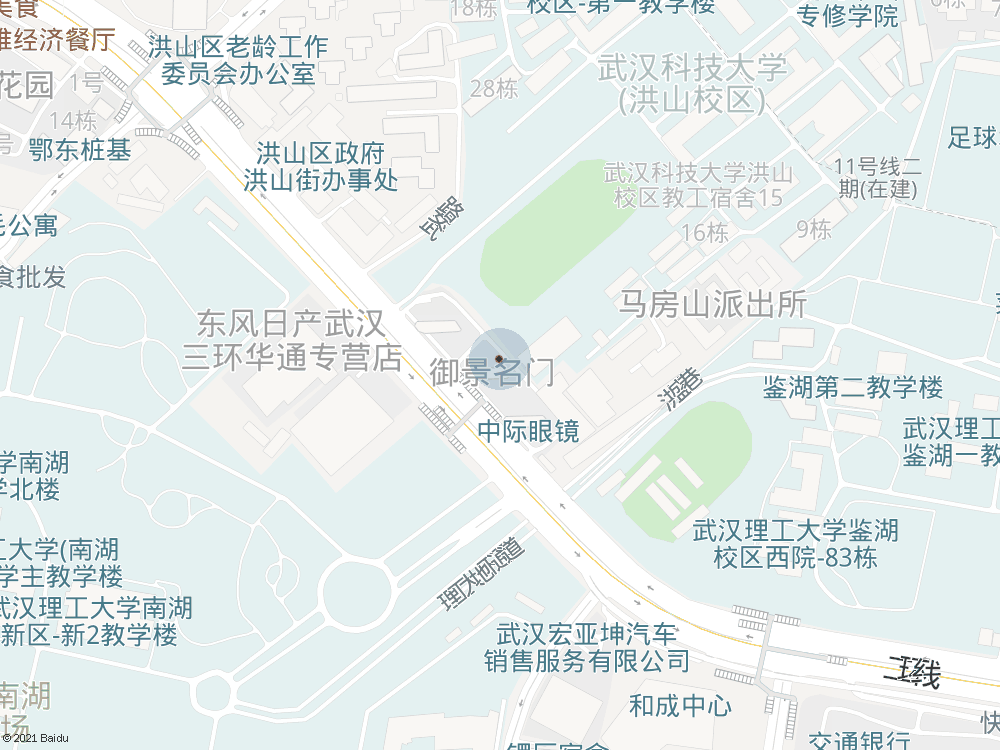 美食
雅经济餐厅
18栋
校区-第一教学楼
专修学院
洪山区老龄工作
委员会办公室
花园
1号
14栋
号
28栋
武汉科技大学
(洪山校区)
足球
鄂东桩基
洪山区政府
洪山街办事处
11号线二
期(在建)
武汉科技大学洪山
校区教工宿舍15
16栋
9栋
公寓
食批发
马房山派出所
东风日产武汉
三环华通专营店
御景名门
鉴湖第二教学楼
中际眼镜
武汉理工
鉴湖一教
学南湖
学北楼
武汉理工大学鉴湖
校区西院-83栋
工大学(南湖
学主教学楼
武汉理工大学南湖
新区-新2教学楼
理工大地下通道
武汉宏亚坤汽车
销售服务有限公司
二环线
和成中心
南湖
场
快
交通银行
© 2021 Baidu